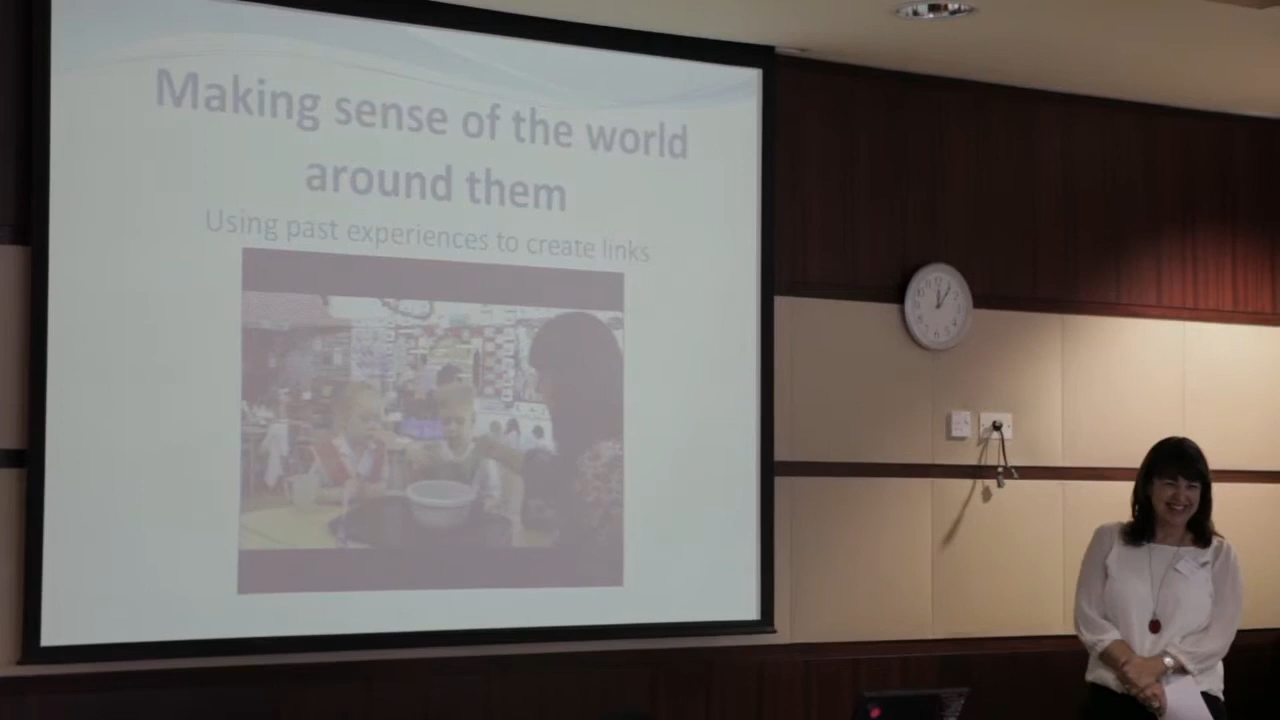 Making sense of the world
around them
Using past experiences to create links